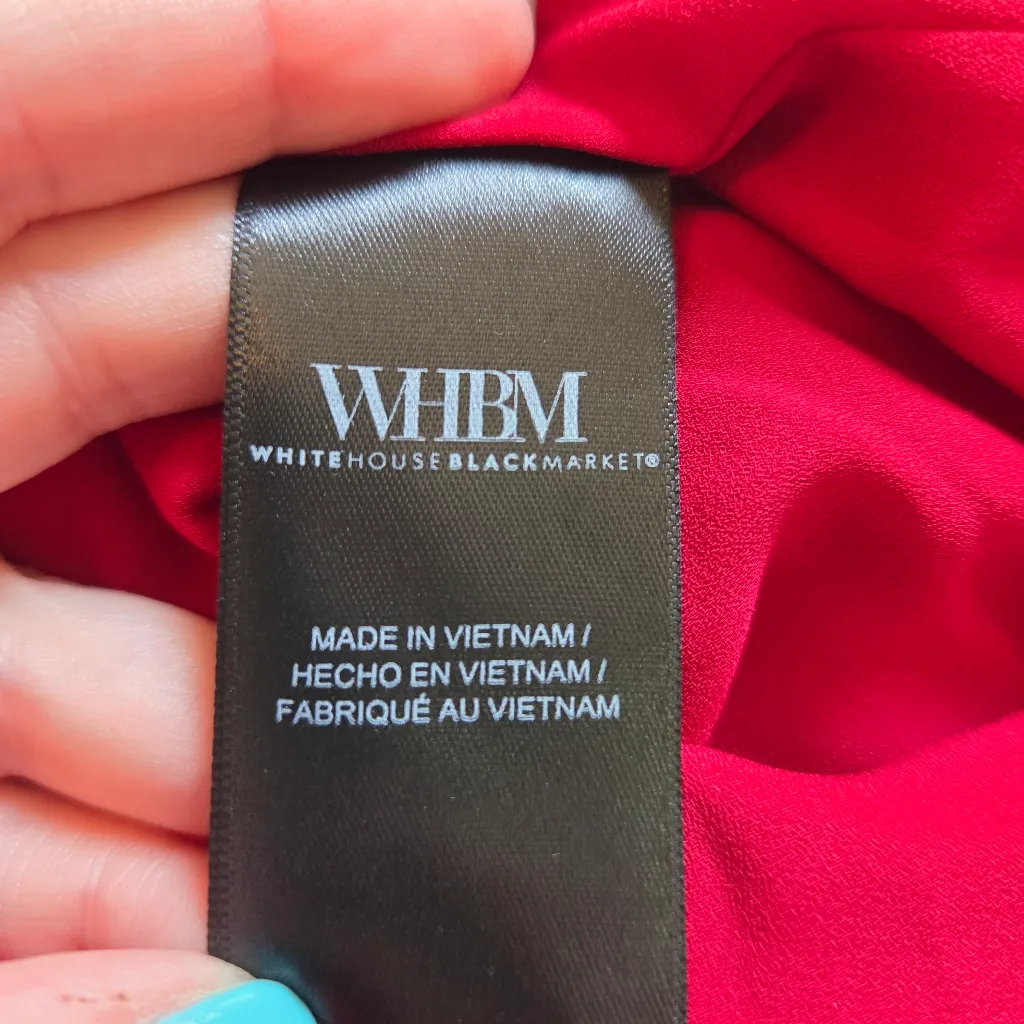 WHBM
WHITEHOUSEBLACKMARKET®
MADE IN VIETNAM /
HECHO EN VIETNAM /
FABRIQUÉ AU VIETNAM